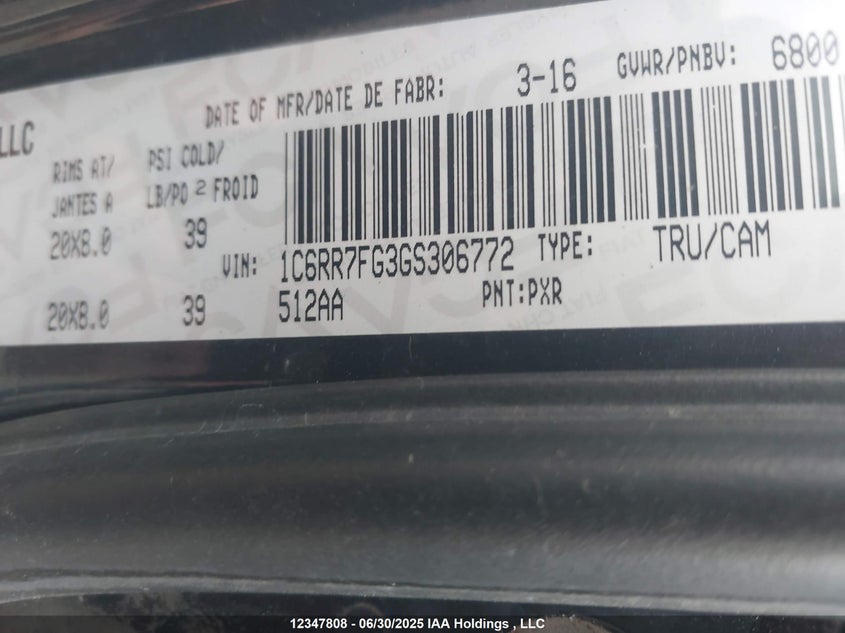 LLC
DATE OF MFR/DATE DE FABR: 3-16 GVWR/PNBV: 6800
RIMS AT/ PSI COLD/
JANTES A LB/PO 2 FROID
20X8.0 39
VIN: 1C6RR7FG3GS306772 TYPE: TRU/CAM
20X8.0 39 512AA PNT:PXR
12347808 - 06/30/2025 IAA Holdings , LLC